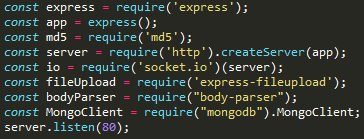 const express = require('express');
const app = express();
const md5 = require('md5');
const server = require('http').createServer(app);
const io = require('socket.io')(server);
const fileUpload = require('express-fileupload');
const bodyParser = require("body-parser");
const MongoClient = require("mongodb").MongoClient;
server.listen(80);